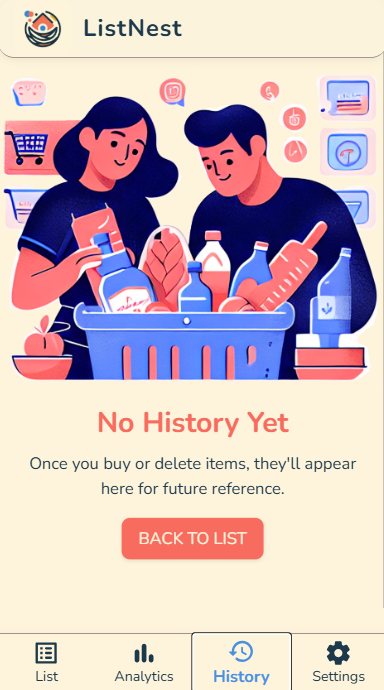 ListNest
No History Yet
Once you buy or delete items, they'll appear
here for future reference.
BACK TO LIST
List
Analytics
History
Settings